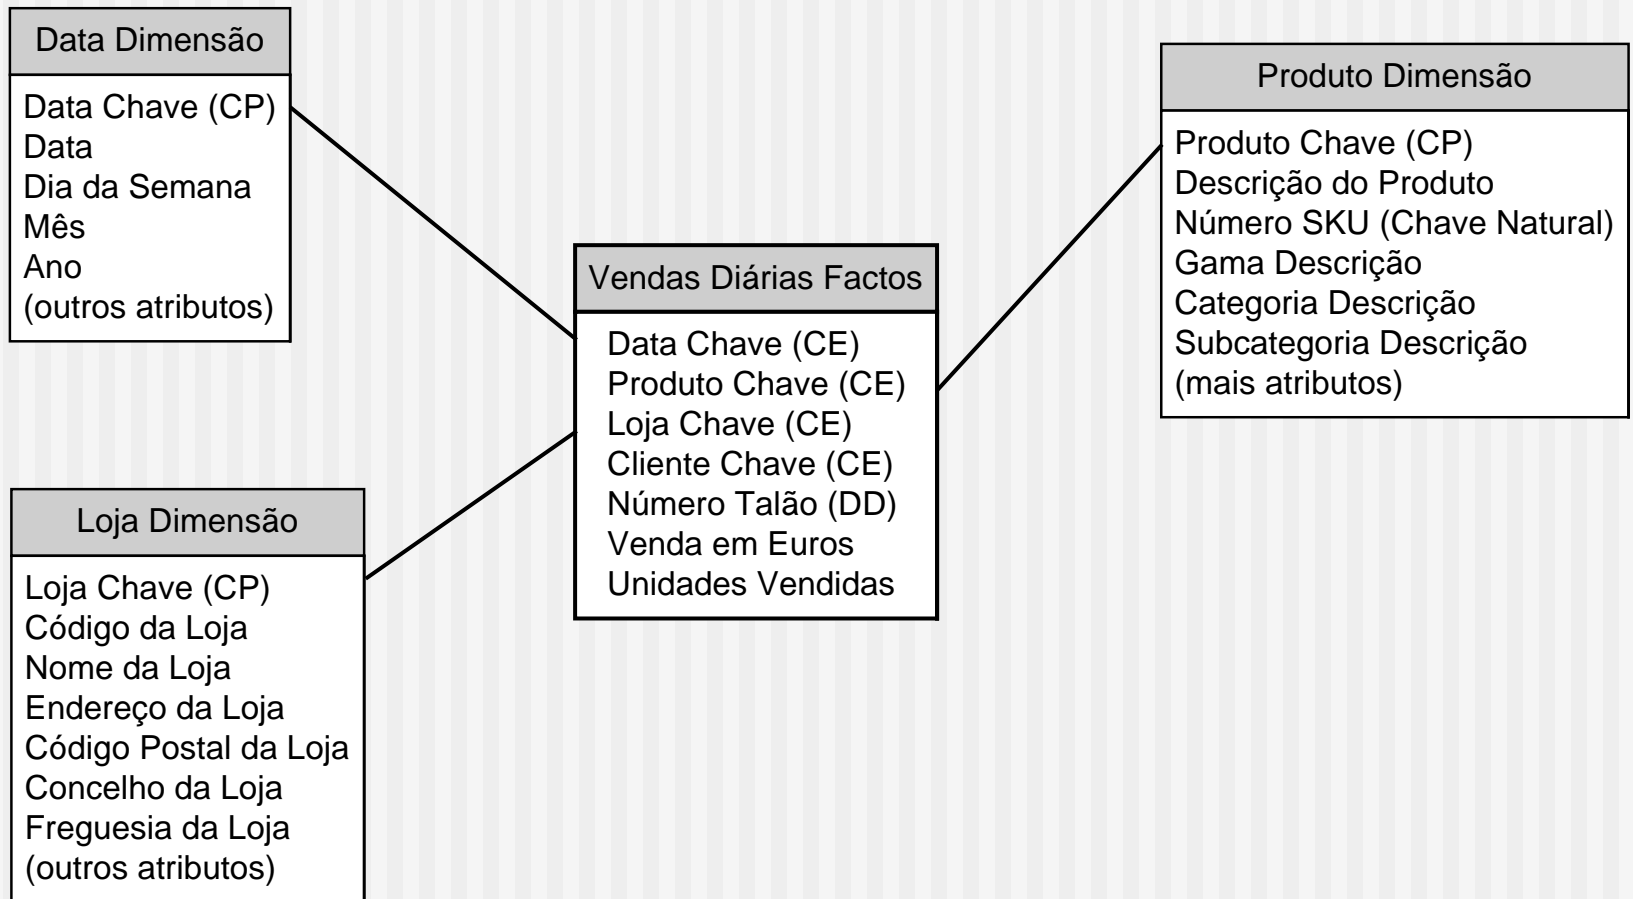 Data Dimensão
Data Chave (CP)
Data
Dia da Semana
Mês
Ano
(outros atributos)
Produto Dimensão
Produto Chave (CP)
Descrição do Produto
Número SKU (Chave Natural)
Gama Descrição
Categoria Descrição
Subcategoria Descrição
(mais atributos)
Vendas Diárias Factos
Data Chave (CE)
Produto Chave (CE)
Loja Chave (CE)
Cliente Chave (CE)
Número Talão (DD)
Venda em Euros
Unidades Vendidas
Loja Dimensão
Loja Chave (CP)
Código da Loja
Nome da Loja
Endereço da Loja
Código Postal da Loja
Concelho da Loja
Freguesia da Loja
(outros atributos)